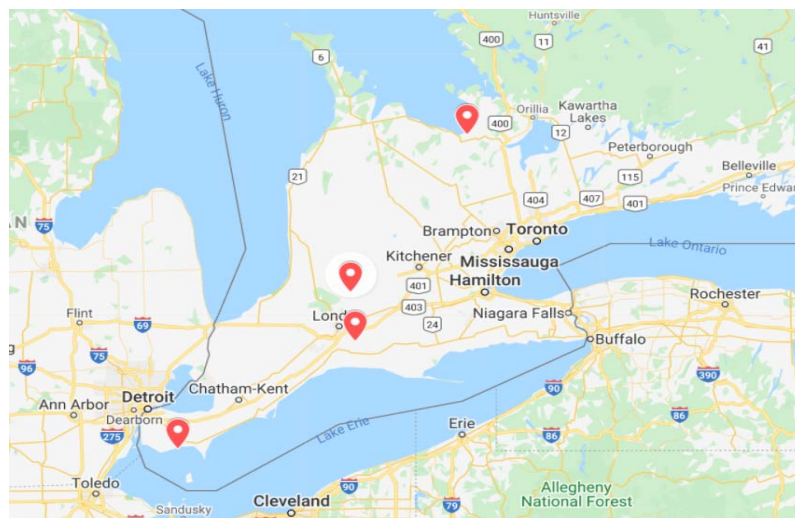 Huntsville
400
11
41
6
Lake Huron
400
Orillia
Kawartha
Lakes
12
Peterborough
21
115
Belleville
Prince Edwar
404
407
401
AN
75
Brampton
Toronto
Mississauga
Lake Ontario
Kitchener
Hamilton
401
403
Rochester
Flint
69
Lond
24
Niagara Falls
75
Buffalo
96
390
Detroit
Chatham-Kent
90
Ann Arbor
Dearborn
86
275
Lake Erie
Erie
86
Toledo
90
Allegheny
National Forest
Sandusky
Cleveland
79